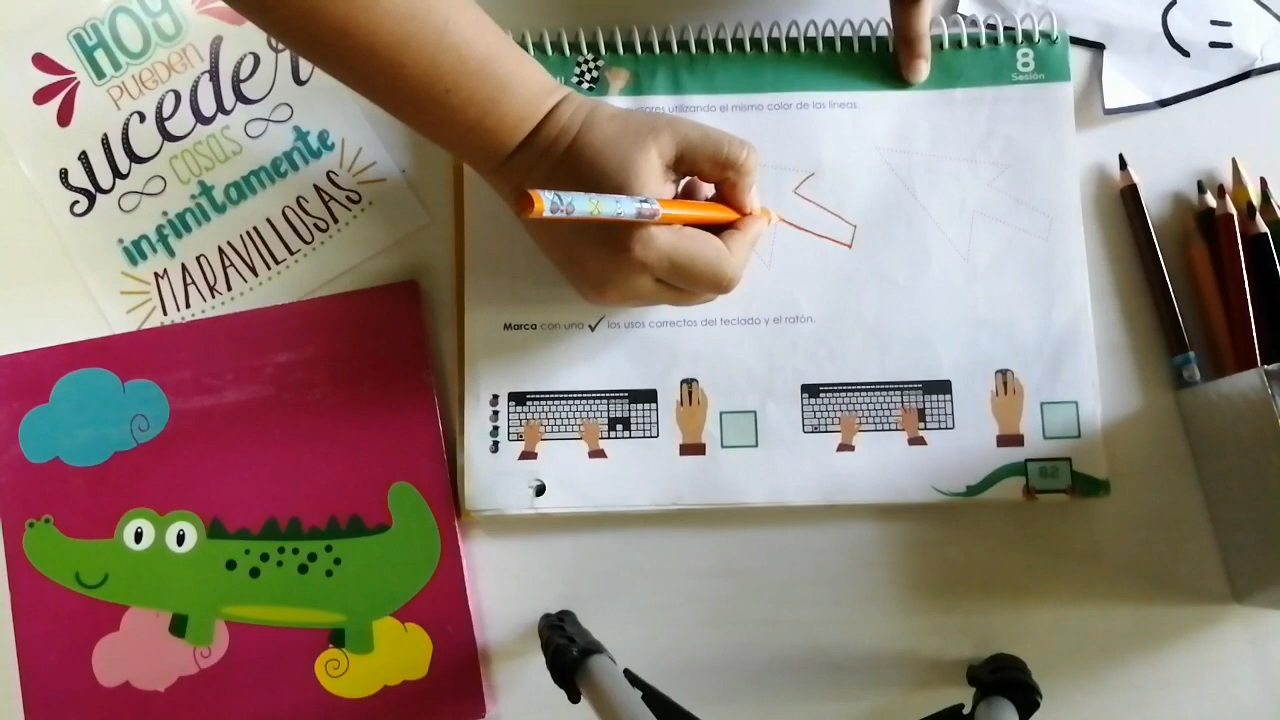 HOY
PUEDEN
suceder
COSAS
infinitamente
MARAVILLOSAS
8
Sesión
utilizando el mismo color de las líneas.
Marca con una ✓ los usos correctos del teclado y el ratón.
82